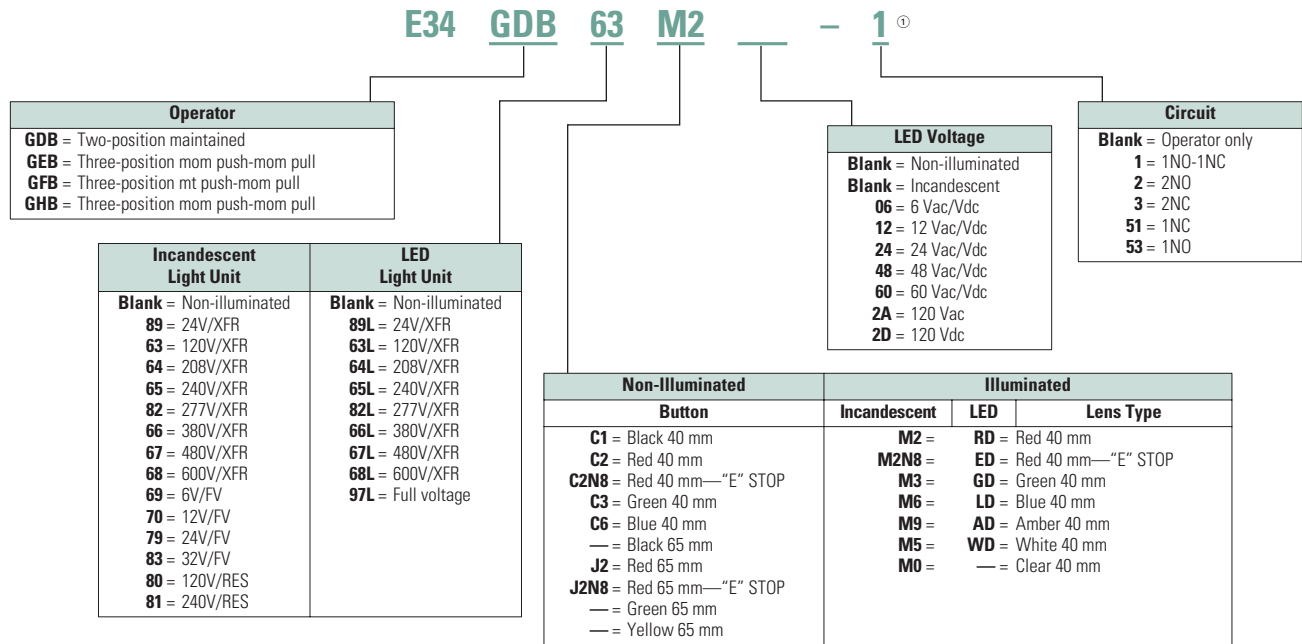 E34 GDB 63 M2 __ – 1 ①
Operator
GDB = Two-position maintained
GEB = Three-position mom push-mom pull
GFB = Three-position mt push-mom pull
GHB = Three-position mom push-mom pull
LED Voltage
Blank = Non-illuminated
Blank = Incandescent
06 = 6 Vac/Vdc
12 = 12 Vac/Vdc
24 = 24 Vac/Vdc
48 = 48 Vac/Vdc
60 = 60 Vac/Vdc
2A = 120 Vac
2D = 120 Vdc
Circuit
Blank = Operator only
1 = 1NO-1NC
2 = 2NO
3 = 2NC
51 = 1NC
53 = 1NO
Incandescent
Light Unit
Blank = Non-illuminated
89 = 24V/XFR
63 = 120V/XFR
64 = 208V/XFR
65 = 240V/XFR
82 = 277V/XFR
66 = 380V/XFR
67 = 480V/XFR
68 = 600V/XFR
69 = 6V/FV
70 = 12V/FV
79 = 24V/FV
83 = 32V/FV
80 = 120V/RES
81 = 240V/RES
LED
Light Unit
Blank = Non-illuminated
89L = 24V/XFR
63L = 120V/XFR
64L = 208V/XFR
65L = 240V/XFR
82L = 277V/XFR
66L = 380V/XFR
67L = 480V/XFR
68L = 600V/XFR
97L = Full voltage
Non-Illuminated
Button
C1 = Black 40 mm
C2 = Red 40 mm
C2N8 = Red 40 mm—“E” STOP
C3 = Green 40 mm
C6 = Blue 40 mm
— = Black 65 mm
J2 = Red 65 mm
J2N8 = Red 65 mm—“E” STOP
— = Green 65 mm
— = Yellow 65 mm
Illuminated
Incandescent LED Lens Type
M2 = RD = Red 40 mm
M2N8 = ED = Red 40 mm—“E” STOP
M3 = GD = Green 40 mm
M6 = LD = Blue 40 mm
M9 = AD = Amber 40 mm
M5 = WD = White 40 mm
M0 = — = Clear 40 mm